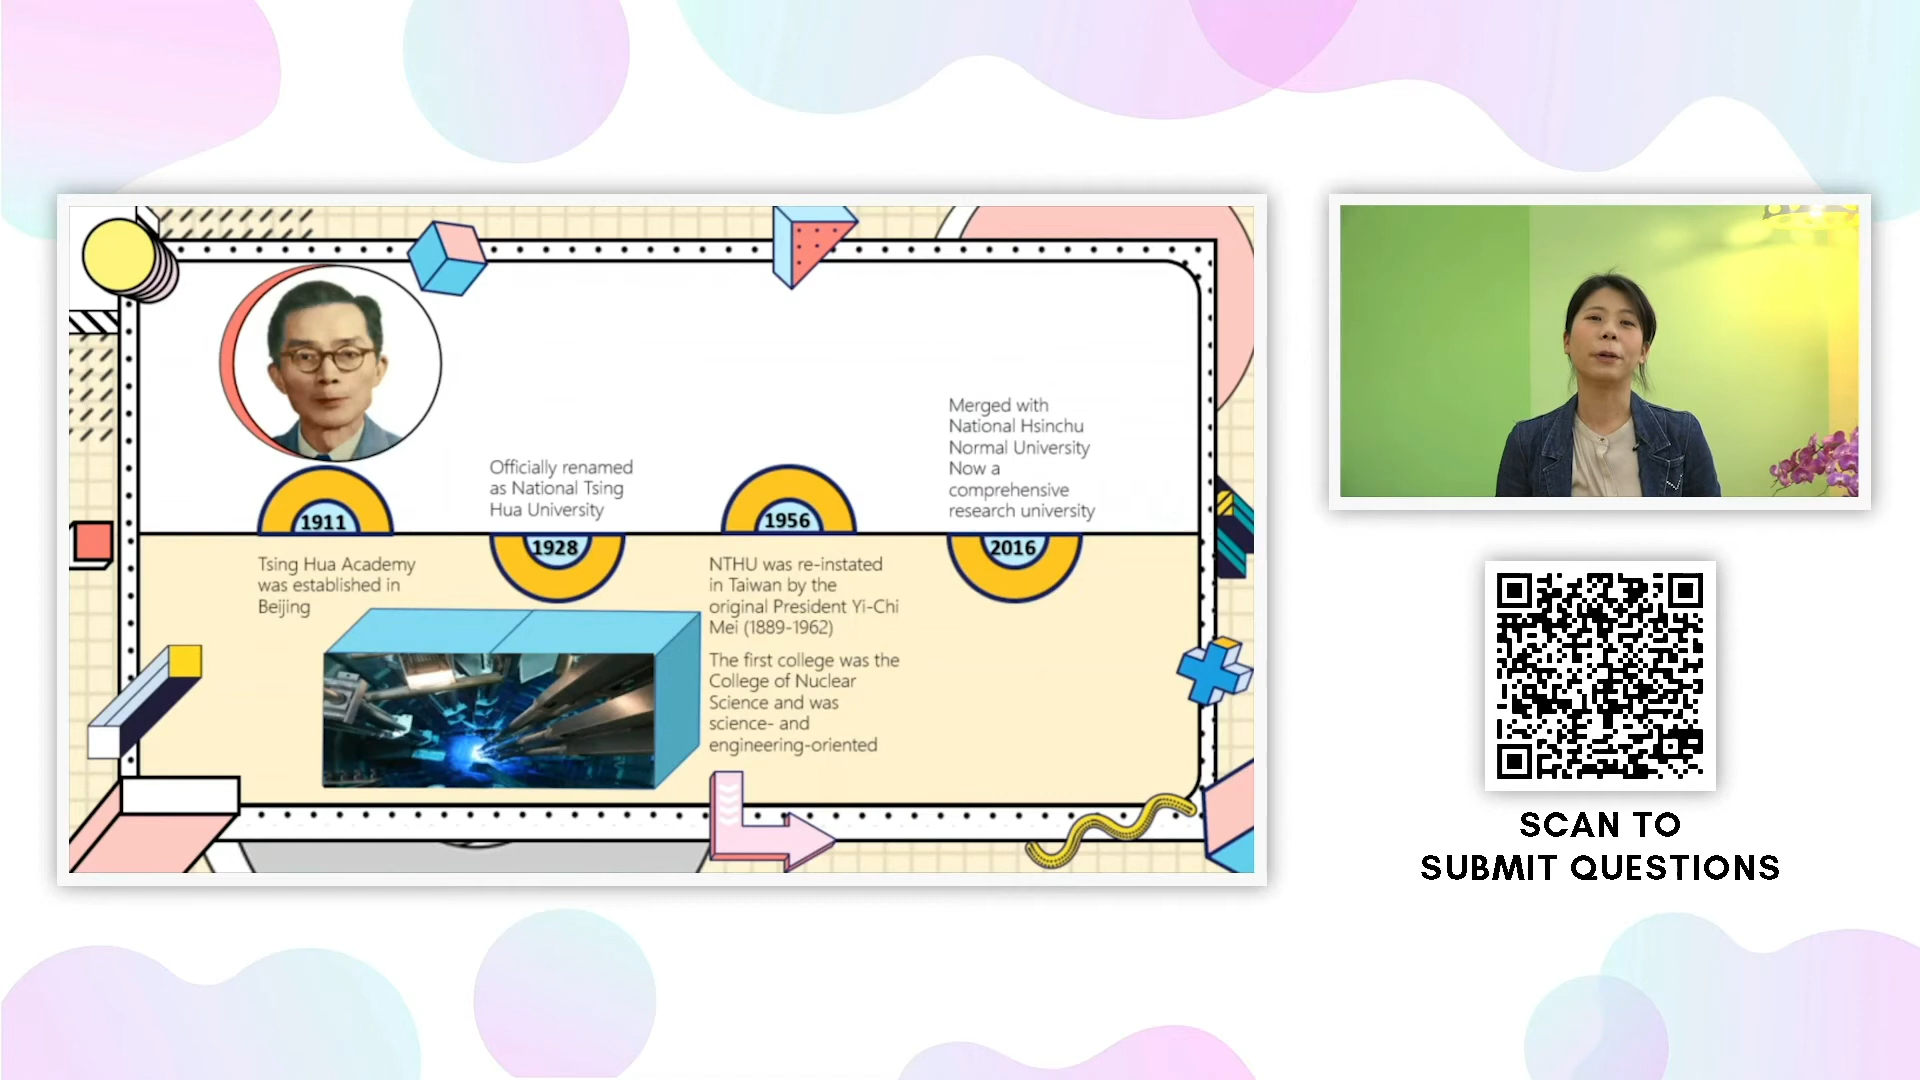 1911
Tsing Hua Academy
was established in
Beijing
Officially renamed
as National Tsing
Hua University
1928
1956
NTHU was re-instated
in Taiwan by the
original President Yi-Chi
Mei (1889-1962)
The first college was the
College of Nuclear
Science and was
science- and
engineering-oriented
Merged with
National Hsinchu
Normal University
Now a
comprehensive
research university
2016
SCAN TO
SUBMIT QUESTIONS